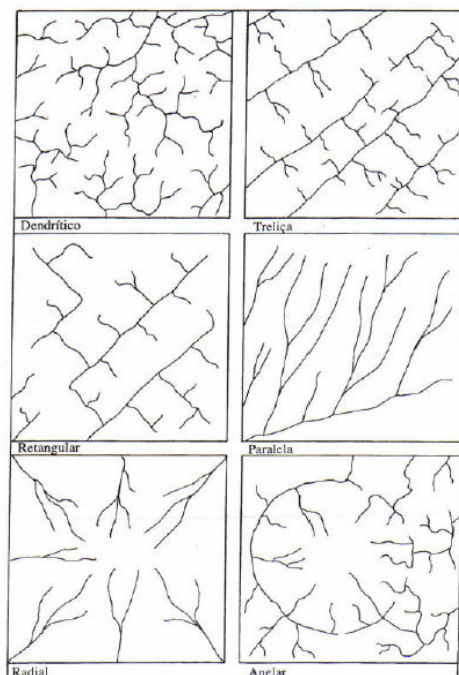 Dendrítico
Treliça
Retangular
Paralela
Radial
Anelar